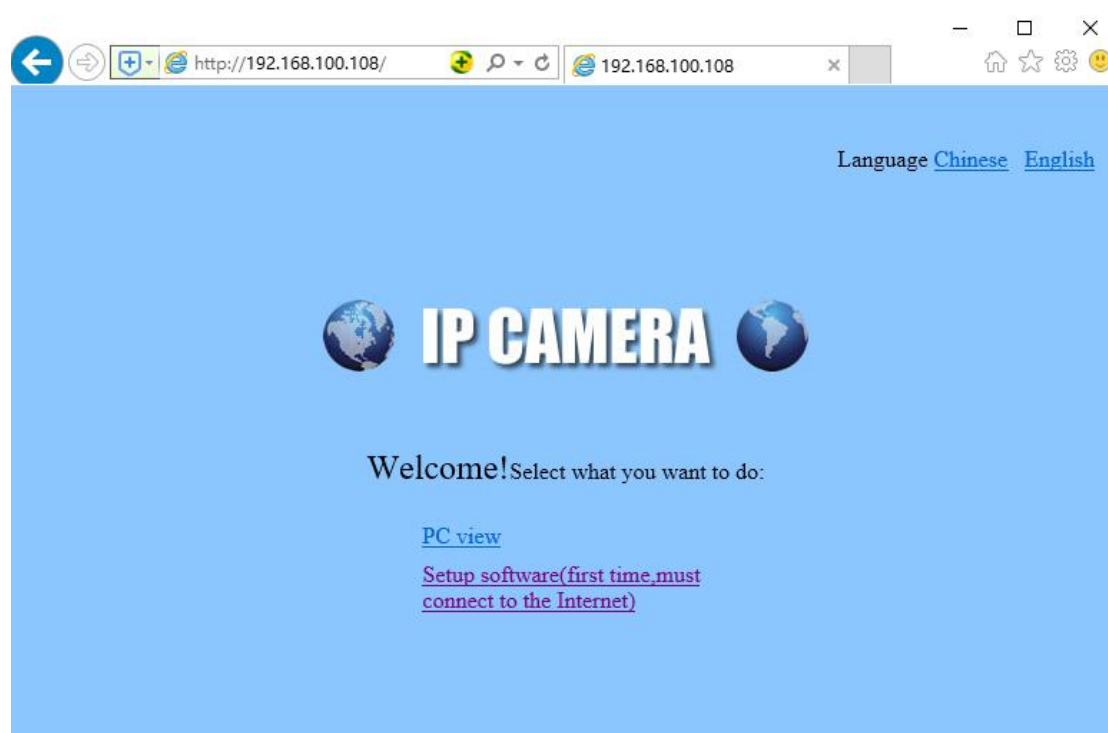 http://192.168.100.108/
192.168.100.108
Language Chinese English
IP CAMERA
Welcome!Select what you want to do:
PC view
Setup software(first time,must
connect to the Internet)